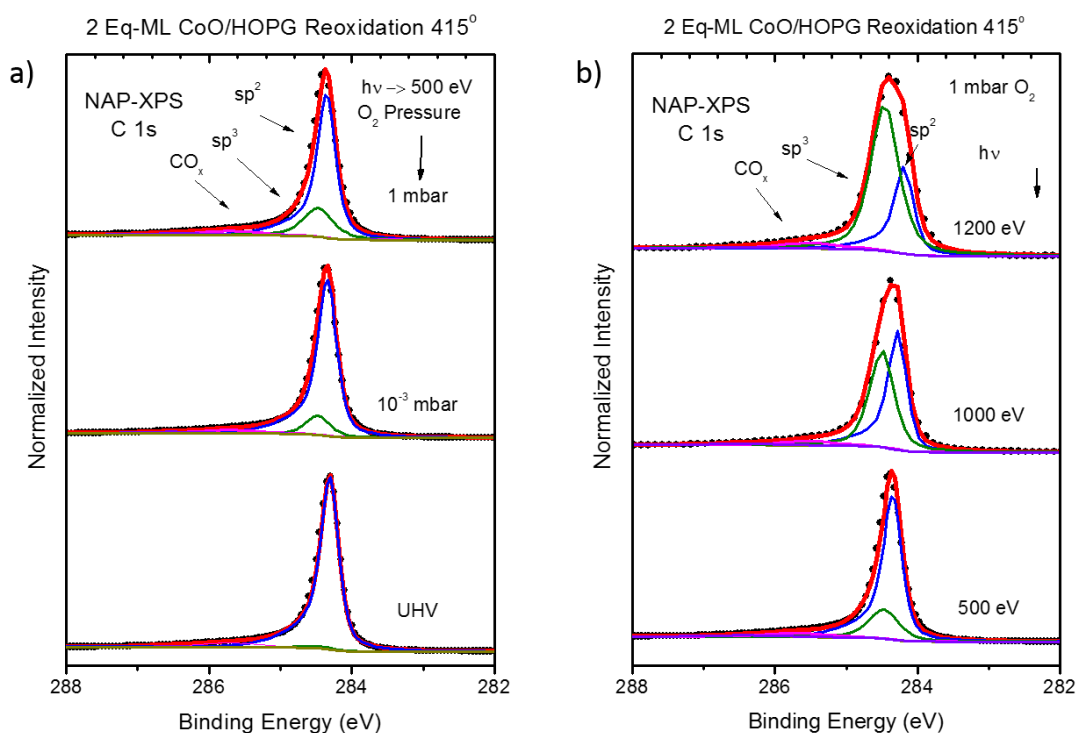 2 Eq-ML CoO/HOPG Reoxidation 415°
a)
NAP-XPS
C 1s
sp²
sp³
COₓ
hν –> 500 eV
O₂ Pressure
1 mbar
10⁻³ mbar
UHV
Normalized Intensity
288
286
284
282
Binding Energy (eV)
2 Eq-ML CoO/HOPG Reoxidation 415°
b)
NAP-XPS
C 1s
1 mbar O₂
sp²
sp³
COₓ
hν
1200 eV
1000 eV
500 eV
Normalized Intensity
288
286
284
282
Binding Energy (eV)